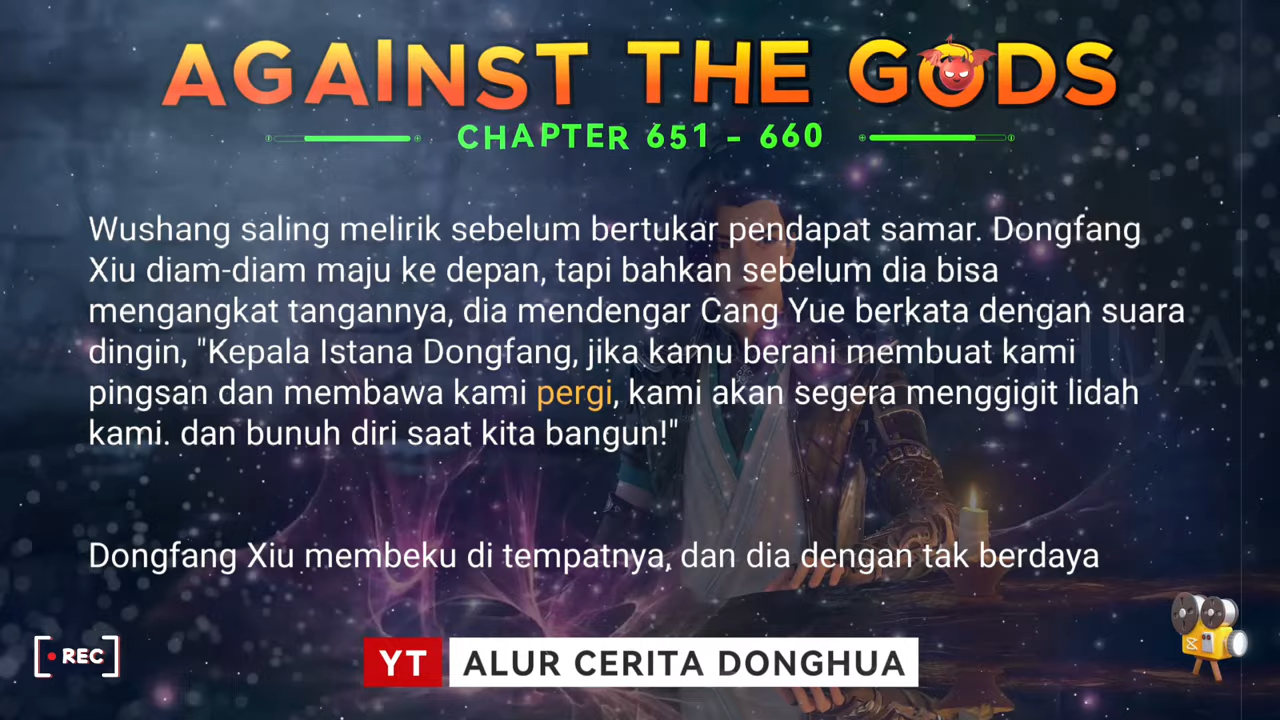 AGAINST THE GODS
CHAPTER 651 - 660
Wushang saling melirik sebelum bertukar pendapat samar. Dongfang
Xiu diam-diam maju ke depan, tapi bahkan sebelum dia bisa
mengangkat tangannya, dia mendengar Cang Yue berkata dengan suara
dingin, "Kepala Istana Dongfang, jika kamu berani membuat kami
pingsan dan membawa kami pergi, kami akan segera menggigit lidah
kami. dan bunuh diri saat kita bangun!"
Dongfang Xiu membeku di tempatnya, dan dia dengan tak berdaya
REC
YT ALUR CERITA DONGHUA